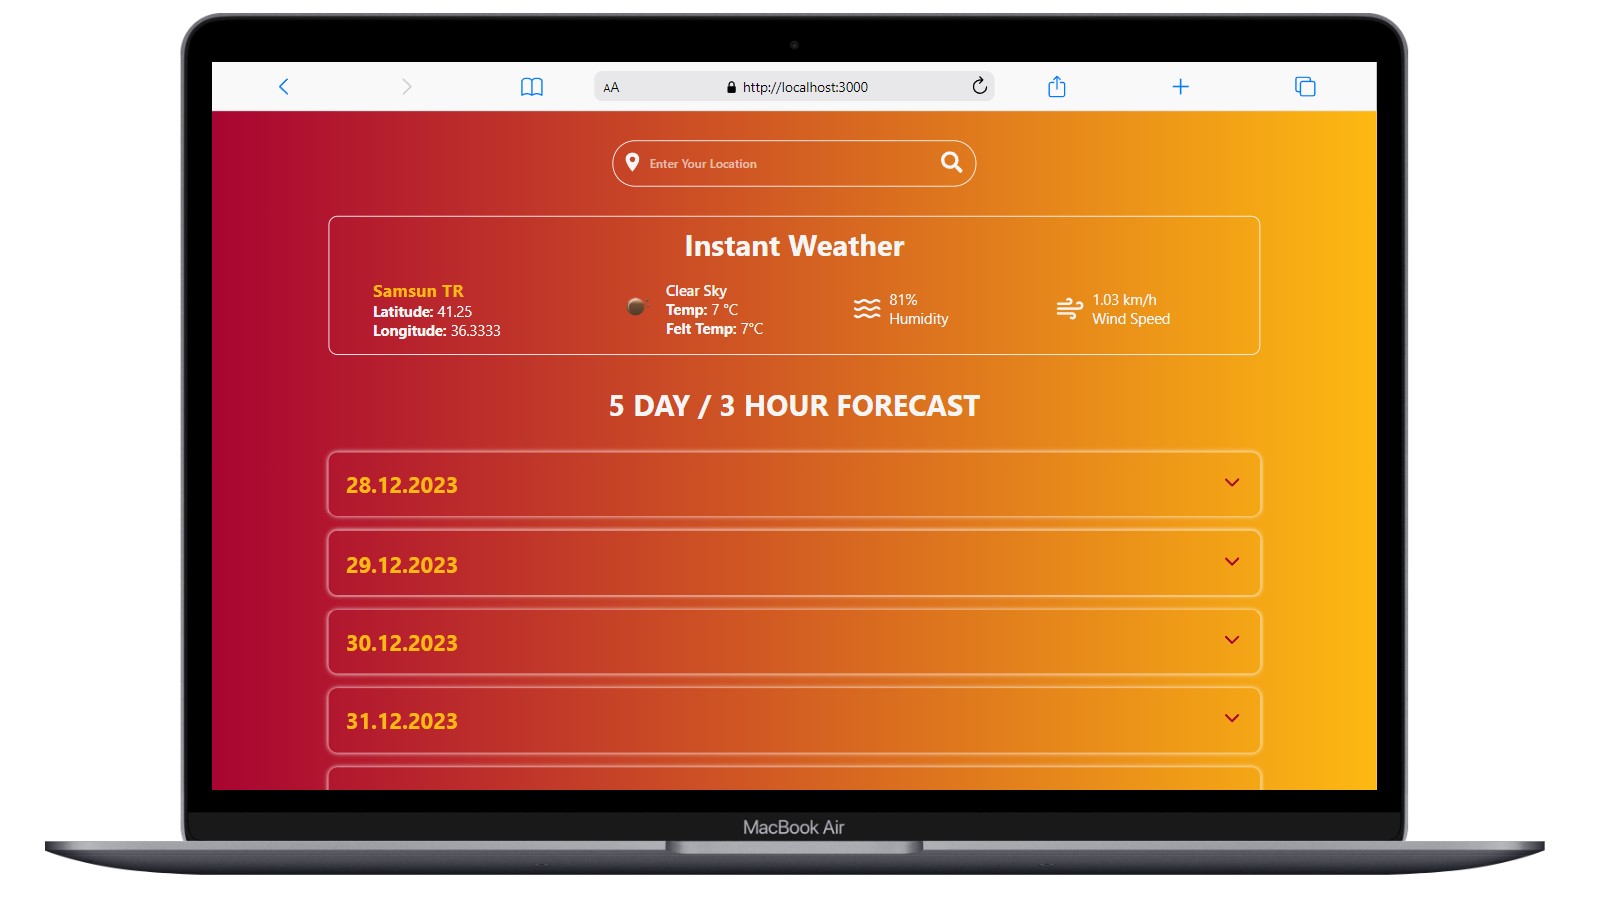 AA
http://localhost:3000
Enter Your Location
Instant Weather
Samsun TR
Latitude: 41.25
Longitude: 36.3333
Clear Sky
Temp: 7 °C
Felt Temp: 7°C
81%
Humidity
1.03 km/h
Wind Speed
5 DAY / 3 HOUR FORECAST
28.12.2023
29.12.2023
30.12.2023
31.12.2023
MacBook Air